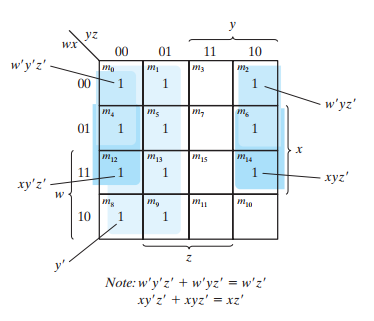 y
yz
wx
00 01 11 10
w'y'z'
m0 m1 m3 m2
00 1 1 1
w'yz'
m4 m5 m7 m6
01 1 1 1
x
m12 m13 m15 m14
11 1 1 1
xy'z'
xyz'
w
m8 m9 m11 m10
10 1 1
y'
z
Note: w'y'z' + w'yz' = w'z'
xy'z' + xyz' = xz'